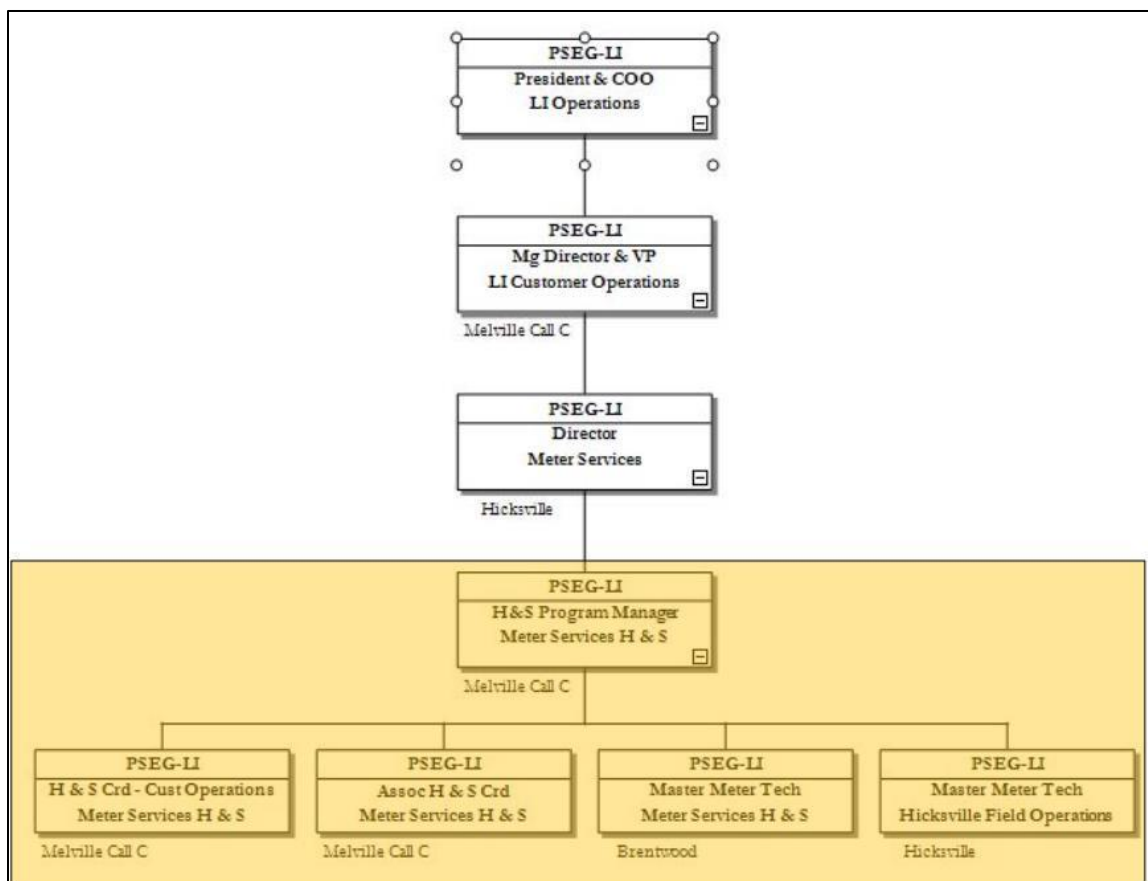 PSEG-LI
President & COO
LI Operations
PSEG-LI
Mg Director & VP
LI Customer Operations
Melville Call C
PSEG-LI
Director
Meter Services
Hicksville
PSEG-LI
H&S Program Manager
Meter Services H & S
Melville Call C
PSEG-LI
H & S Crd - Cust Operations
Meter Services H & S
Melville Call C
PSEG-LI
Assoc H & S Crd
Meter Services H & S
Melville Call C
PSEG-LI
Master Meter Tech
Meter Services H & S
Brentwood
PSEG-LI
Master Meter Tech
Hicksville Field Operations
Hicksville